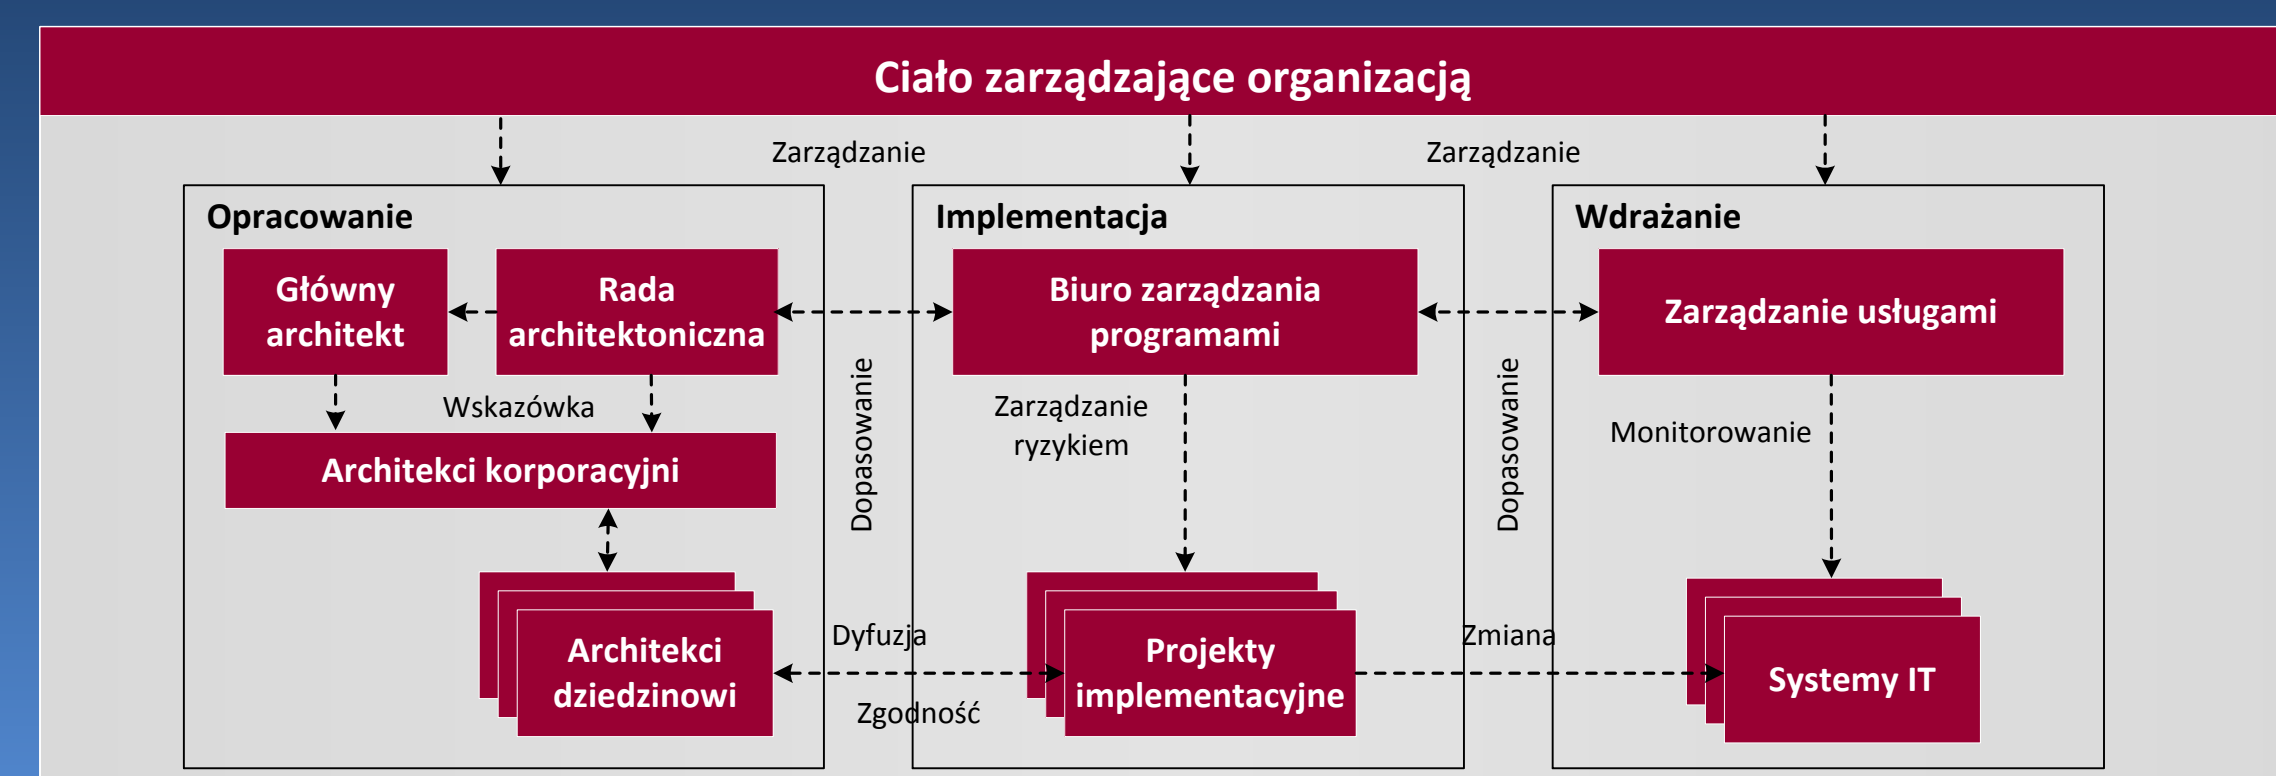 Ciało zarządzające organizacją
Zarządzanie
Zarządzanie
Opracowanie
Główny
architekt
Rada
architektoniczna
Wskazówka
Architekci korporacyjni
Architekci
dziedzinowi
Dopasowanie
Dyfuzja
Zgodność
Implementacja
Biuro zarządzania
programami
Zarządzanie
ryzykiem
Projekty
implementacyjne
Dopasowanie
Zmiana
Wdrażanie
Zarządzanie usługami
Monitorowanie
Systemy IT